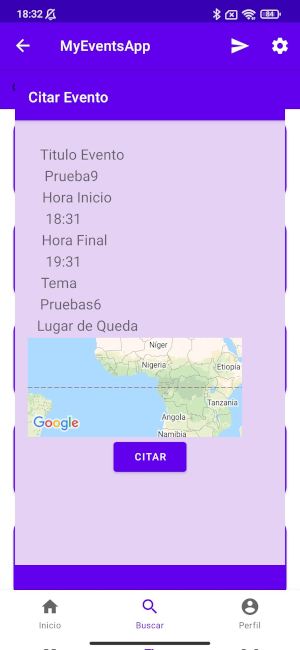 18:32
84
MyEventsApp
Citar Evento
Titulo Evento
Prueba9
Hora Inicio
18:31
Hora Final
19:31
Tema
Pruebas6
Lugar de Queda
Níger
Nigeria
Etiopía
Tanzania
Angola
Namibia
Google
CITAR
Inicio
Buscar
Perfil